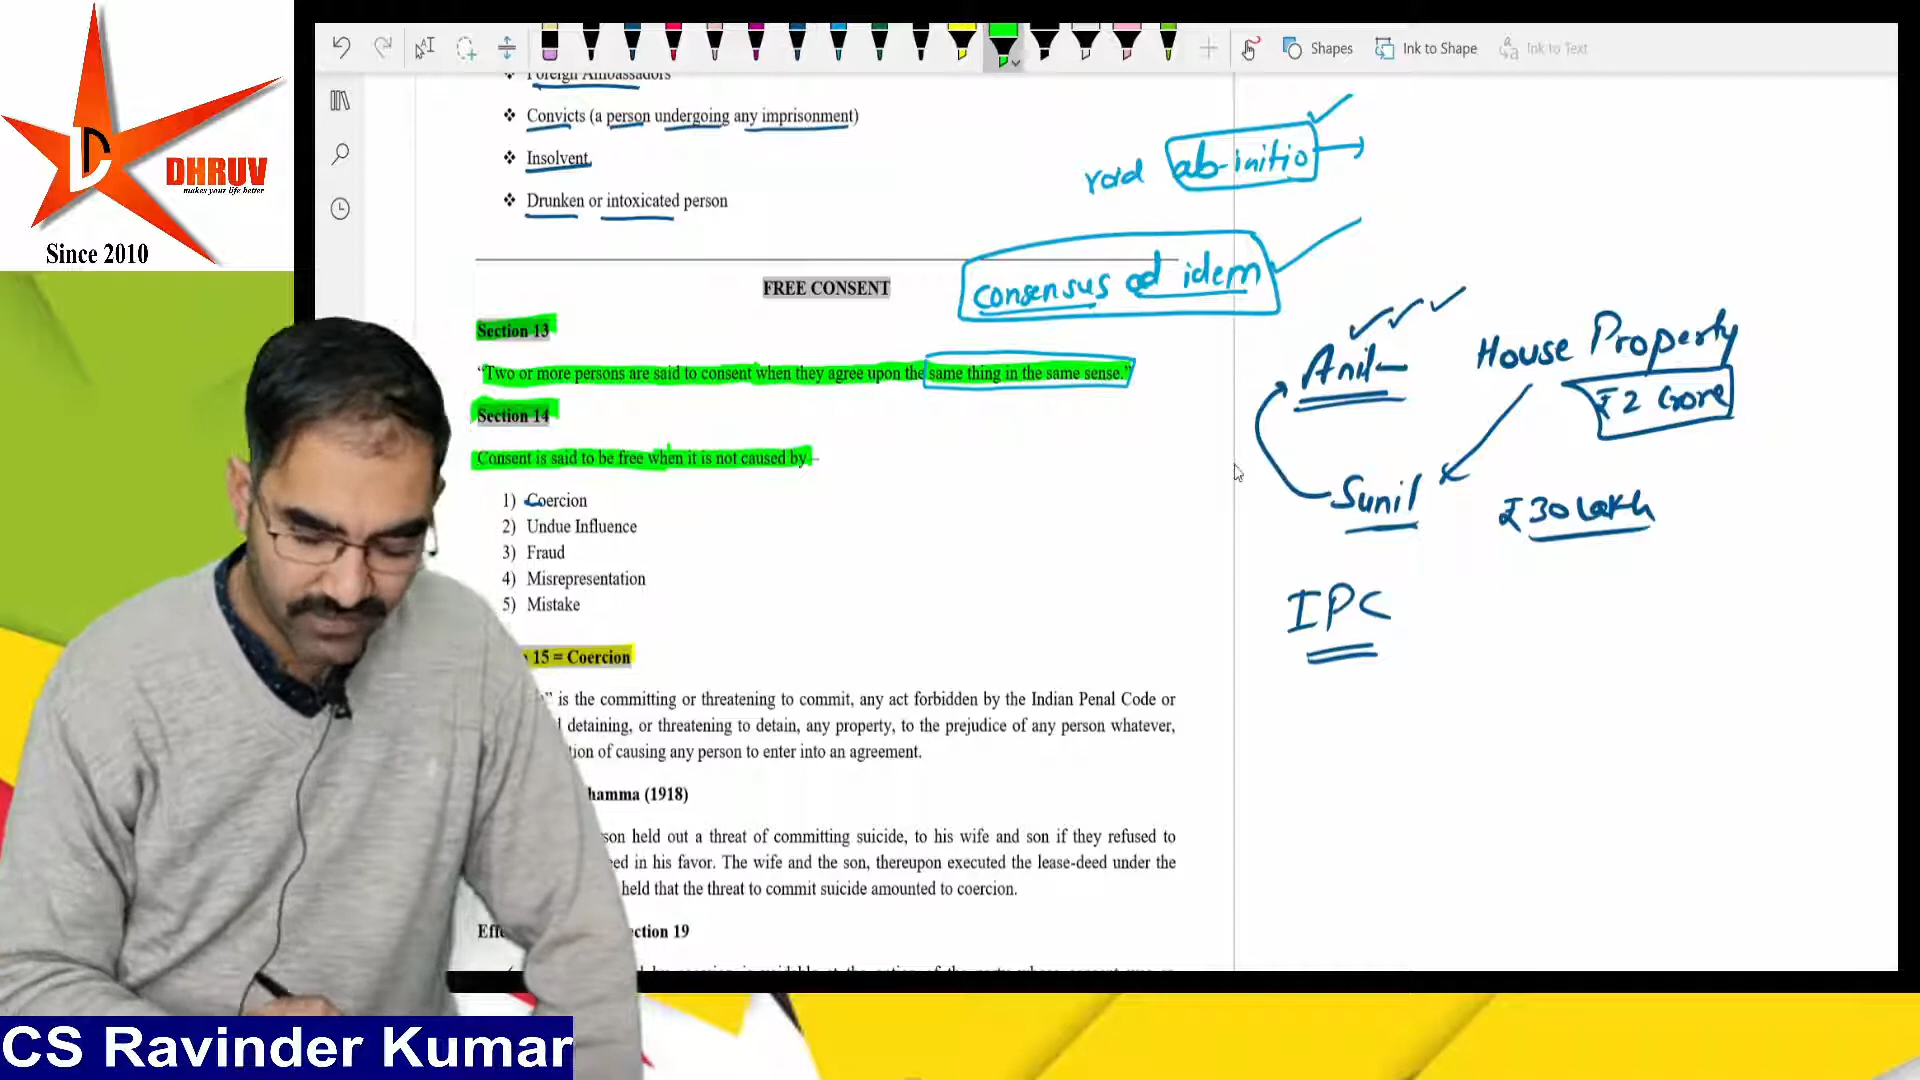 Shapes
Ink to Shape
Ink to Text
DHRUV
makes your life better
Since 2010
Foreign Ambassadors
❖ Convicts (a person undergoing any imprisonment)
❖ Insolvent
❖ Drunken or intoxicated person
void ab-initio
consensus ad idem
FREE CONSENT
Section 13
“Two or more persons are said to consent when they agree upon the same thing in the same sense.”
Section 14
Consent is said to be free when it is not caused by –
1) Coercion
2) Undue Influence
3) Fraud
4) Misrepresentation
5) Mistake
15 = Coercion
” is the committing or threatening to commit, any act forbidden by the Indian Penal Code or
detaining, or threatening to detain, any property, to the prejudice of any person whatever,
tion of causing any person to enter into an agreement.
hamma (1918)
son held out a threat of committing suicide, to his wife and son if they refused to
eed in his favor. The wife and the son, thereupon executed the lease-deed under the
held that the threat to commit suicide amounted to coercion.
Effe ction 19
Anil
House Property
₹2 Crore
Sunil
₹30 Lakh
IPC
CS Ravinder Kumar